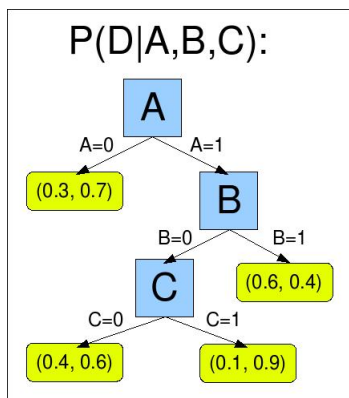 P(D|A,B,C):
A
A=0 A=1
(0.3, 0.7)
B
B=0 B=1
C
(0.6, 0.4)
C=0 C=1
(0.4, 0.6) (0.1, 0.9)